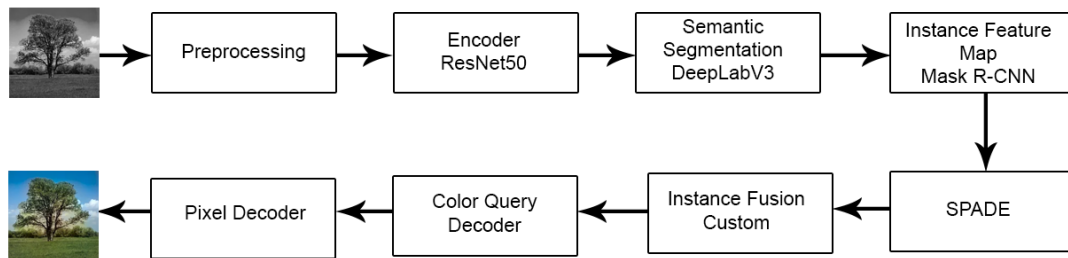 Preprocessing
Encoder
ResNet50
Semantic
Segmentation
DeepLabV3
Instance Feature
Map
Mask R-CNN
SPADE
Instance Fusion
Custom
Color Query
Decoder
Pixel Decoder